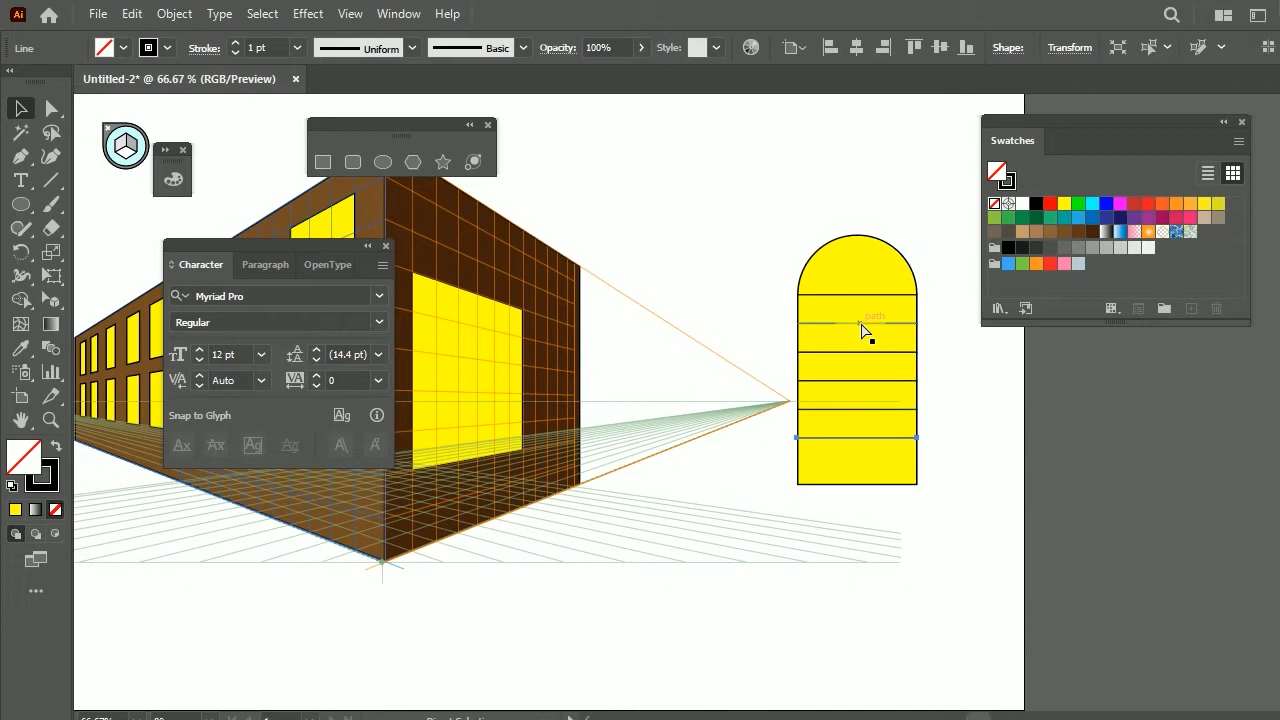 Ai File Edit Object Type Select Effect View Window Help
Line Stroke: 1 pt Uniform Basic Opacity: 100% Style: Shape: Transform
Untitled-2* @ 66.67 % (RGB/Preview)
Swatches
Character Paragraph OpenType
Myriad Pro
Regular
12 pt (14.4 pt)
Auto 0
Snap to Glyph
path